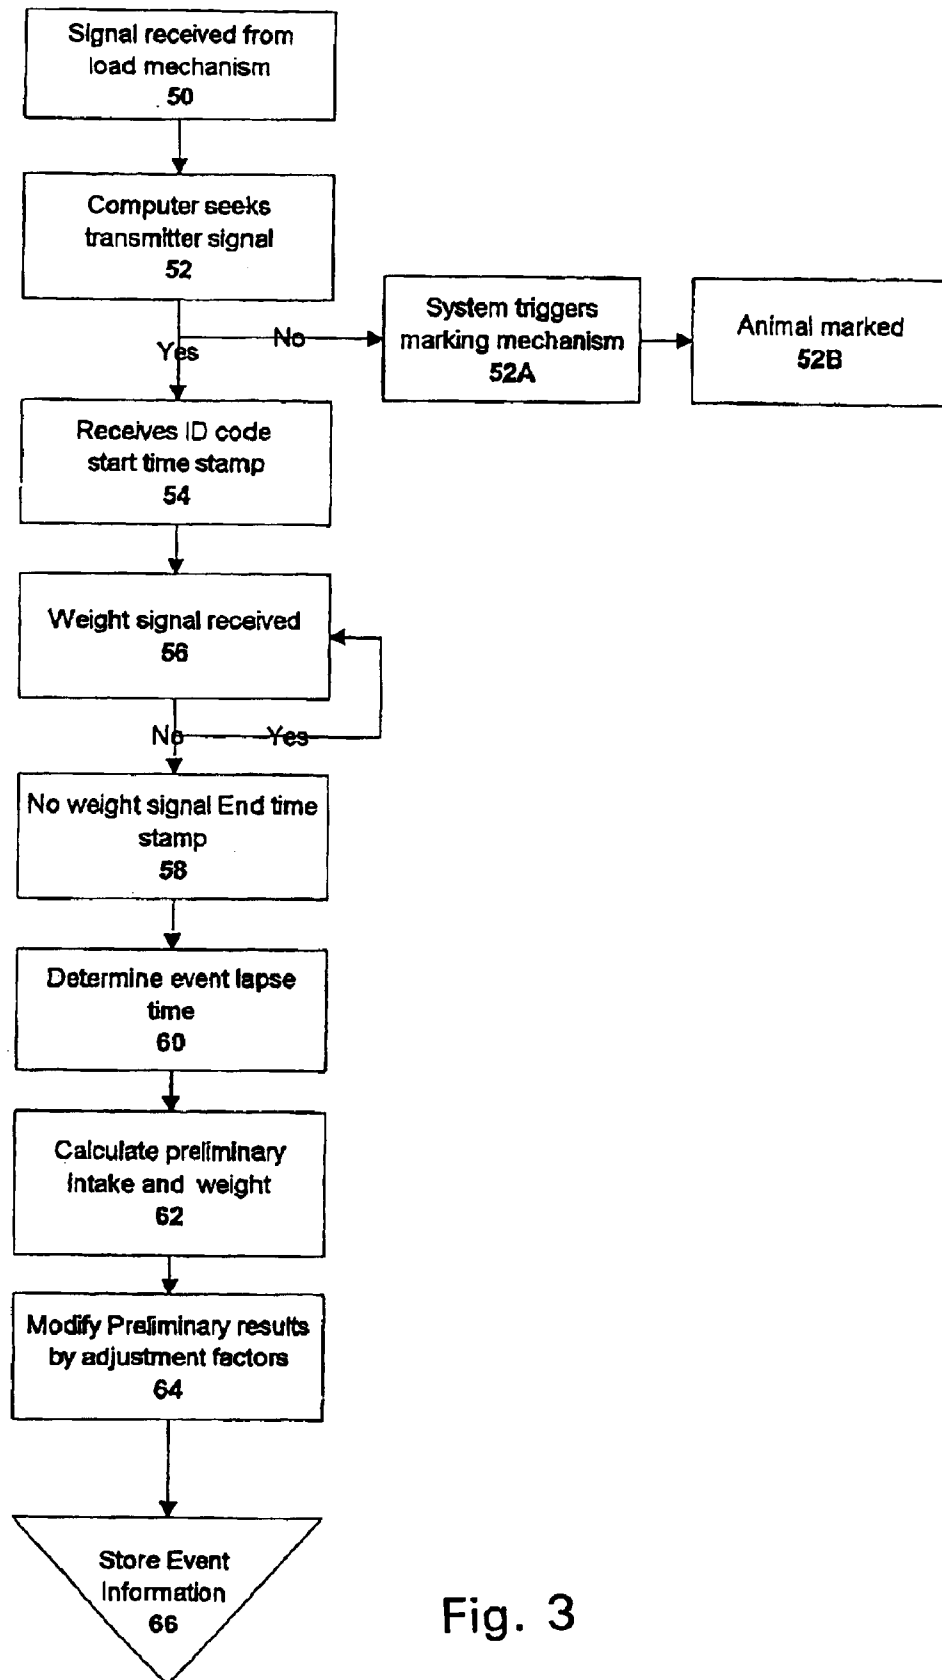 Signal received from
load mechanism
50
Computer seeks
transmitter signal
52
Yes
No
System triggers
marking mechanism
52A
Animal marked
52B
Receives ID code
start time stamp
54
Weight signal received
56
No
Yes
No weight signal End time
stamp
58
Determine event lapse
time
60
Calculate preliminary
intake and weight
62
Modify Preliminary results
by adjustment factors
64
Store Event
Information
66
Fig. 3